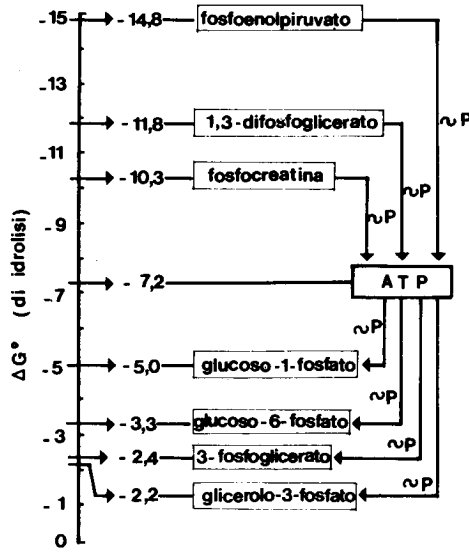 -15 - 14,8 fosfoenolpiruvato
-13
~P
- 11,8 1,3-difosfoglicerato
-11
- 10,3 fosfocreatina
~P
-9
~P
ΔG° (di idrolisi)
- 7,2 ATP
-7
~P
-5 - 5,0 glucoso-1-fosfato
~P
- 3,3 glucoso-6-fosfato
-3
~P
- 2,4 3-fosfoglicerato
~P
- 2,2 glicerolo-3-fosfato
-1
0